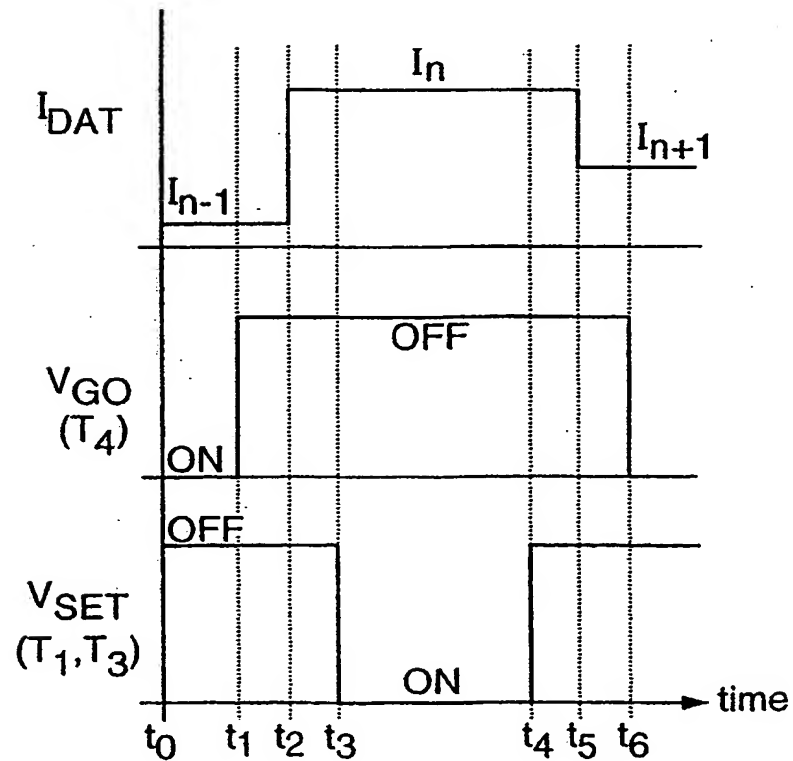 I_DAT
I_n
I_n-1
I_n+1
V_GO
(T_4)
OFF
ON
OFF
V_SET
(T_1,T_3)
ON
time
t_0 t_1 t_2 t_3 t_4 t_5 t_6